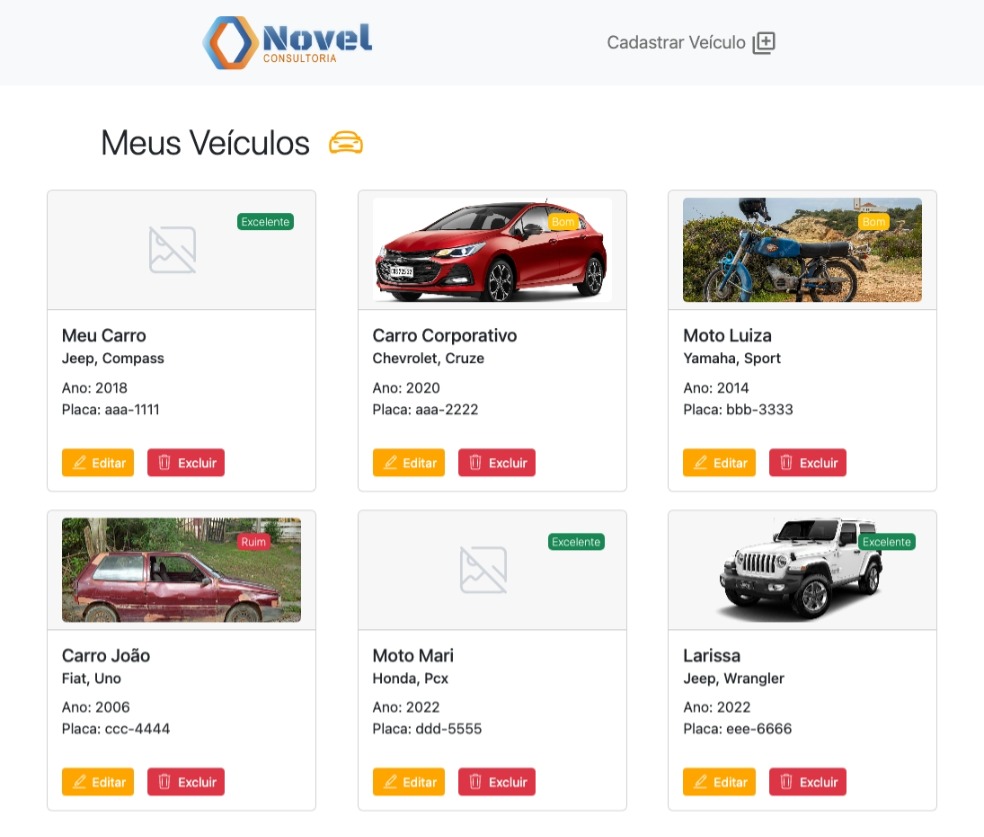 Novel
CONSULTORIA
Cadastrar Veículo
Meus Veículos
Excelente
Meu Carro
Jeep, Compass
Ano: 2018
Placa: aaa-1111
Editar
Excluir
Bom
Carro Corporativo
Chevrolet, Cruze
Ano: 2020
Placa: aaa-2222
Editar
Excluir
Bom
Moto Luiza
Yamaha, Sport
Ano: 2014
Placa: bbb-3333
Editar
Excluir
Ruim
Carro João
Fiat, Uno
Ano: 2006
Placa: ccc-4444
Editar
Excluir
Excelente
Moto Mari
Honda, Pcx
Ano: 2022
Placa: ddd-5555
Editar
Excluir
Excelente
Larissa
Jeep, Wrangler
Ano: 2022
Placa: eee-6666
Editar
Excluir